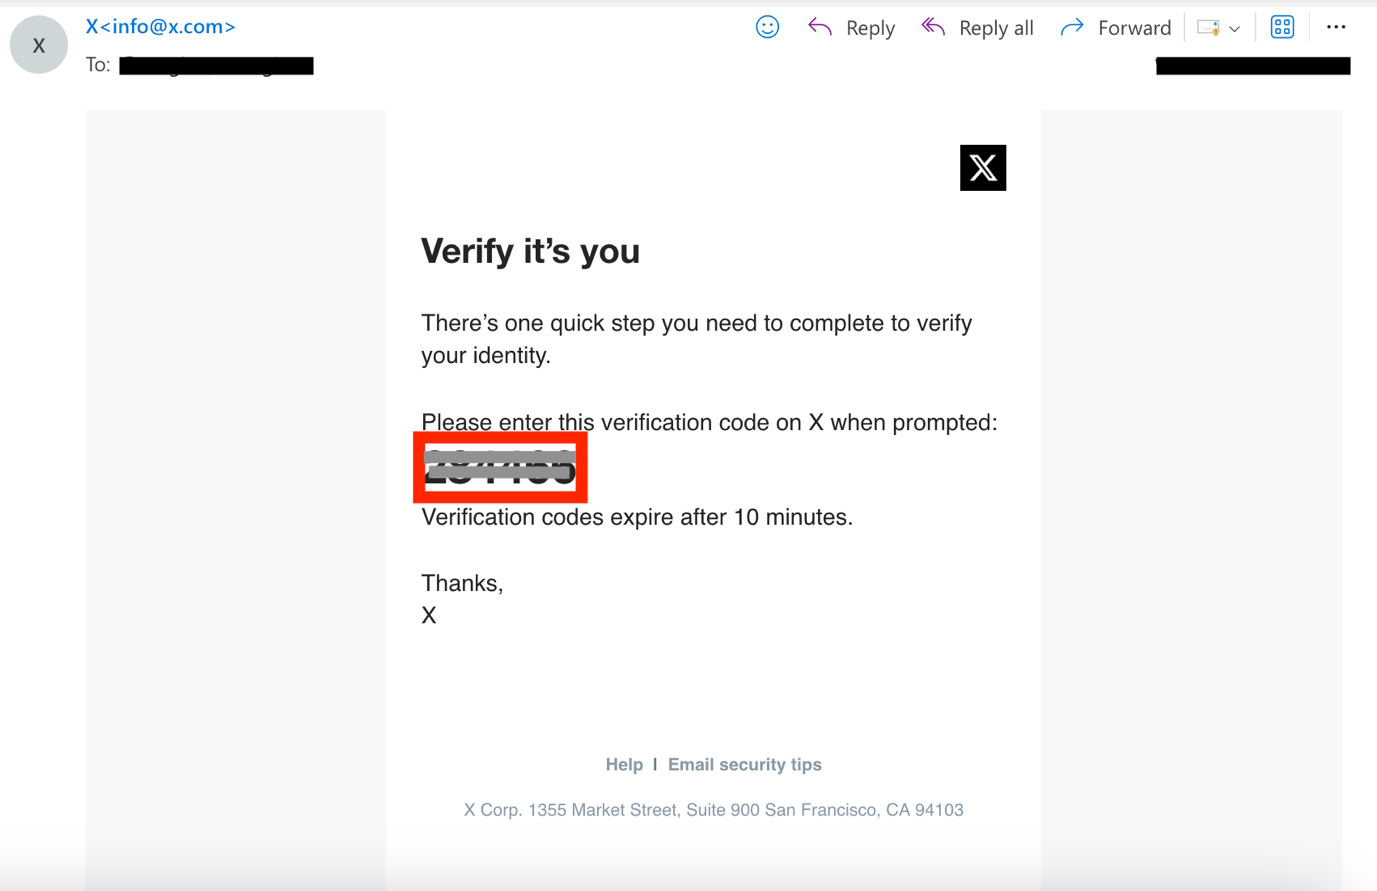 X
X<info@x.com>
Reply
Reply all
Forward
To:
X
Verify it’s you
There’s one quick step you need to complete to verify
your identity.
Please enter this verification code on X when prompted:
Verification codes expire after 10 minutes.
Thanks,
X
Help | Email security tips
X Corp. 1355 Market Street, Suite 900 San Francisco, CA 94103